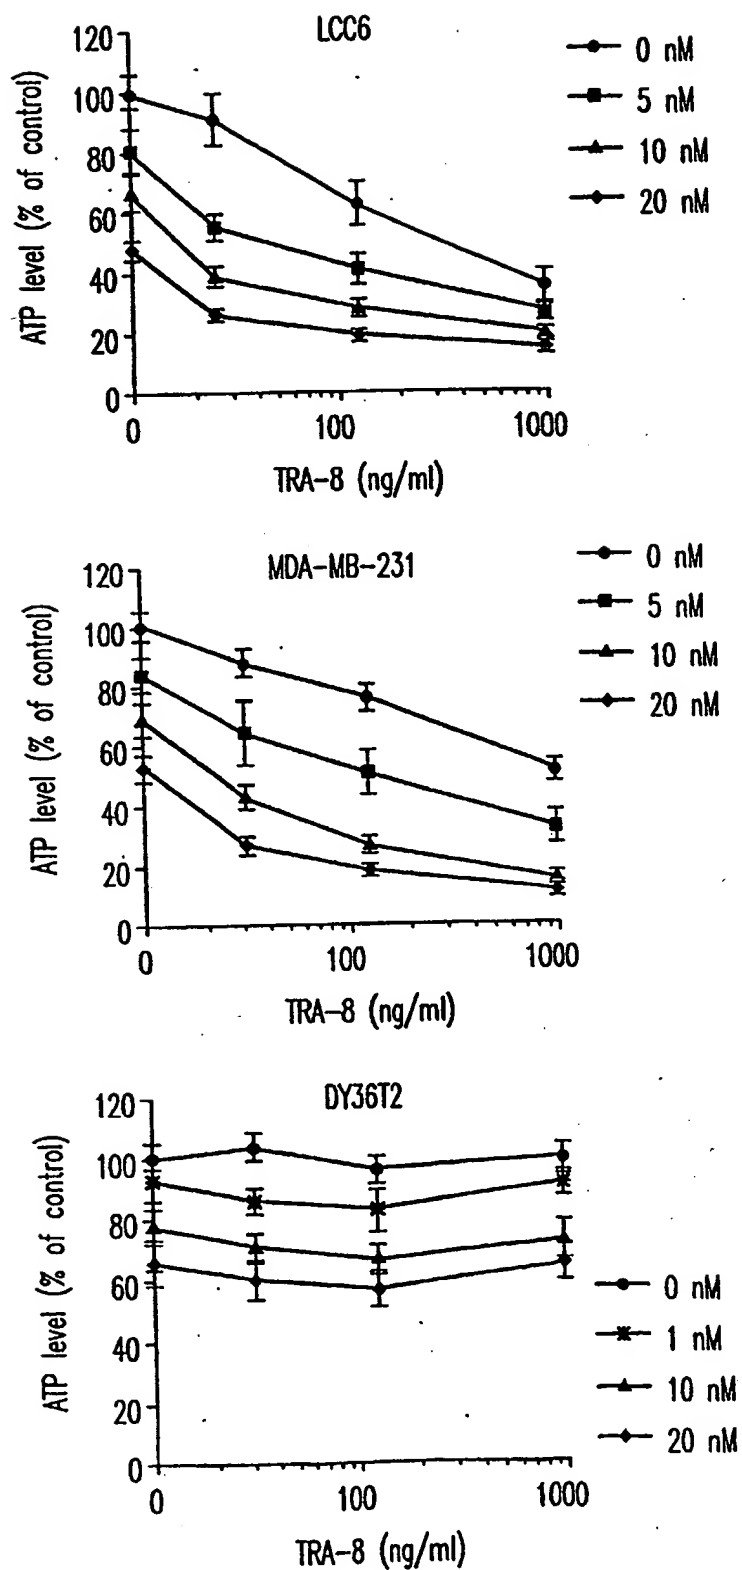 LCC6
120
100
80
60
40
20
0
ATP level (% of control)
0 nM
5 nM
10 nM
20 nM
0 100 1000
TRA-8 (ng/ml)
MDA-MB-231
120
100
80
60
40
20
0
ATP level (% of control)
0 nM
5 nM
10 nM
20 nM
0 100 1000
TRA-8 (ng/ml)
DY36T2
120
100
80
60
40
20
0
ATP level (% of control)
0 nM
1 nM
10 nM
20 nM
0 100 1000
TRA-8 (ng/ml)